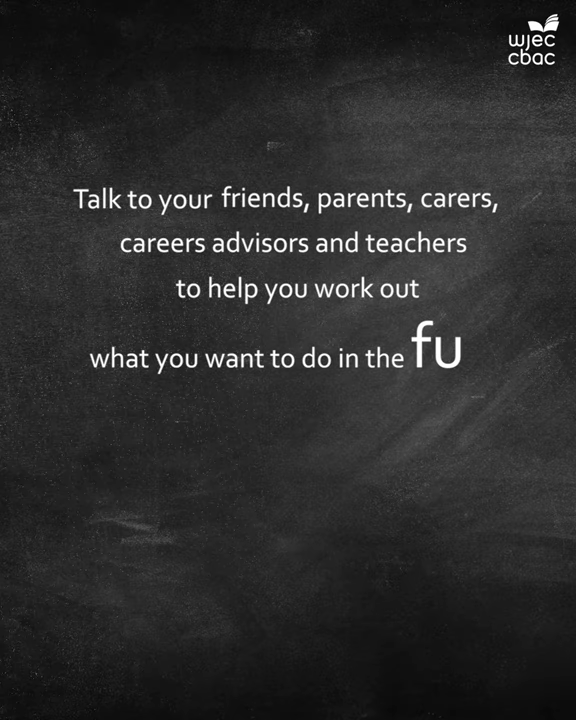 wjec
cbac
Talk to your friends, parents, carers,
careers advisors and teachers
to help you work out
what you want to do in the fu